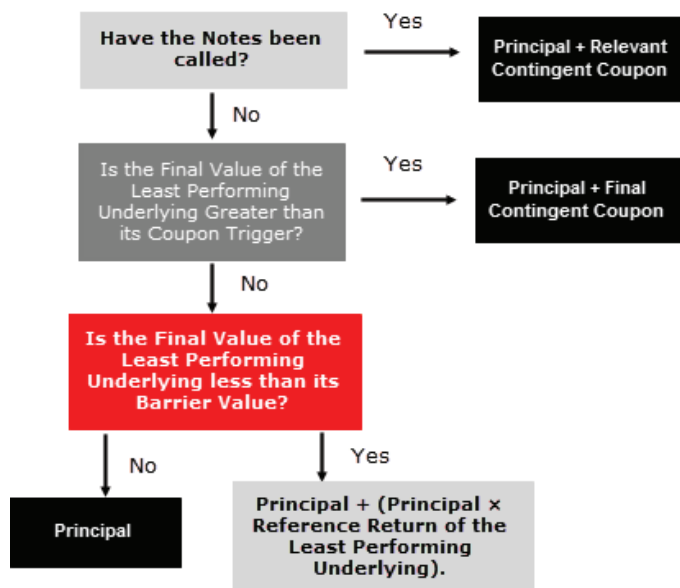 Have the Notes been
called?
Yes
Principal + Relevant
Contingent Coupon
No
Is the Final Value of the
Least Performing
Underlying Greater than
its Coupon Trigger?
Yes
Principal + Final
Contingent Coupon
No
Is the Final Value of the
Least Performing
Underlying less than its
Barrier Value?
No
Yes
Principal
Principal + (Principal ×
Reference Return of the
Least Performing
Underlying).